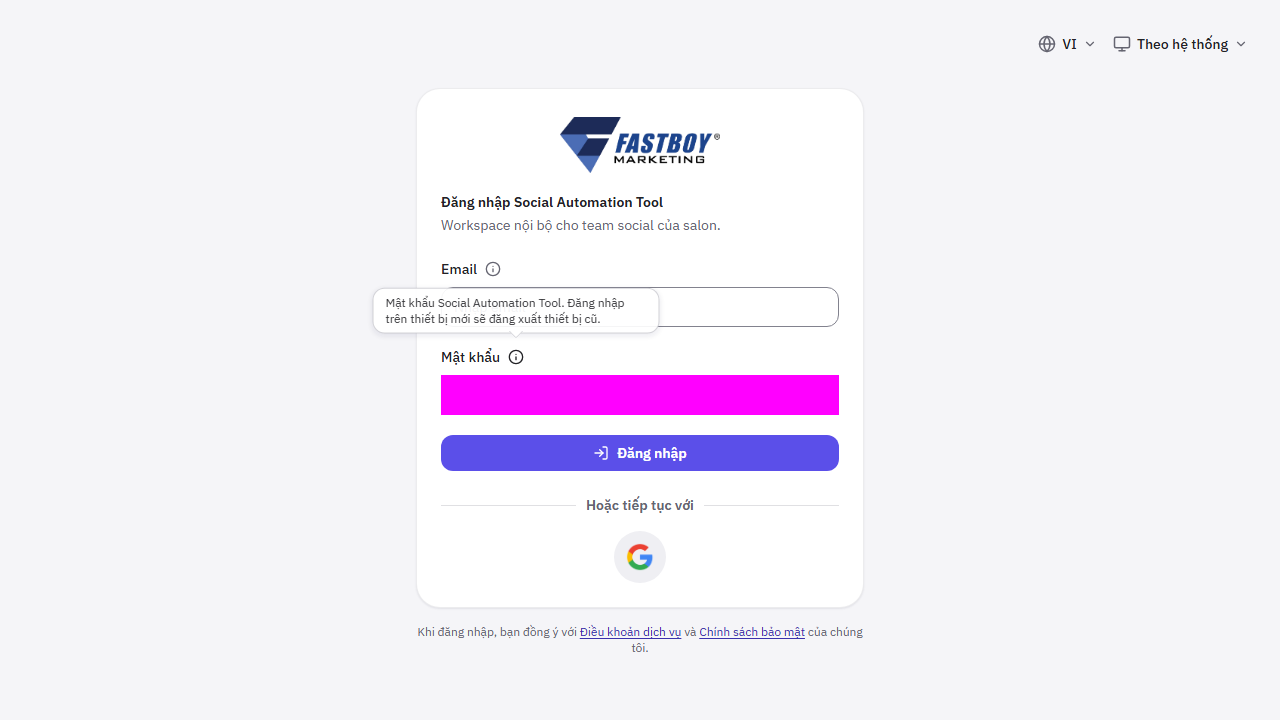 VI
Theo hệ thống
FASTBOY ®
MARKETING
Đăng nhập Social Automation Tool
Workspace nội bộ cho team social của salon.
Email
Mật khẩu Social Automation Tool. Đăng nhập
trên thiết bị mới sẽ đăng xuất thiết bị cũ.
Mật khẩu
Đăng nhập
Hoặc tiếp tục với
Khi đăng nhập, bạn đồng ý với Điều khoản dịch vụ và Chính sách bảo mật của chúng
tôi.